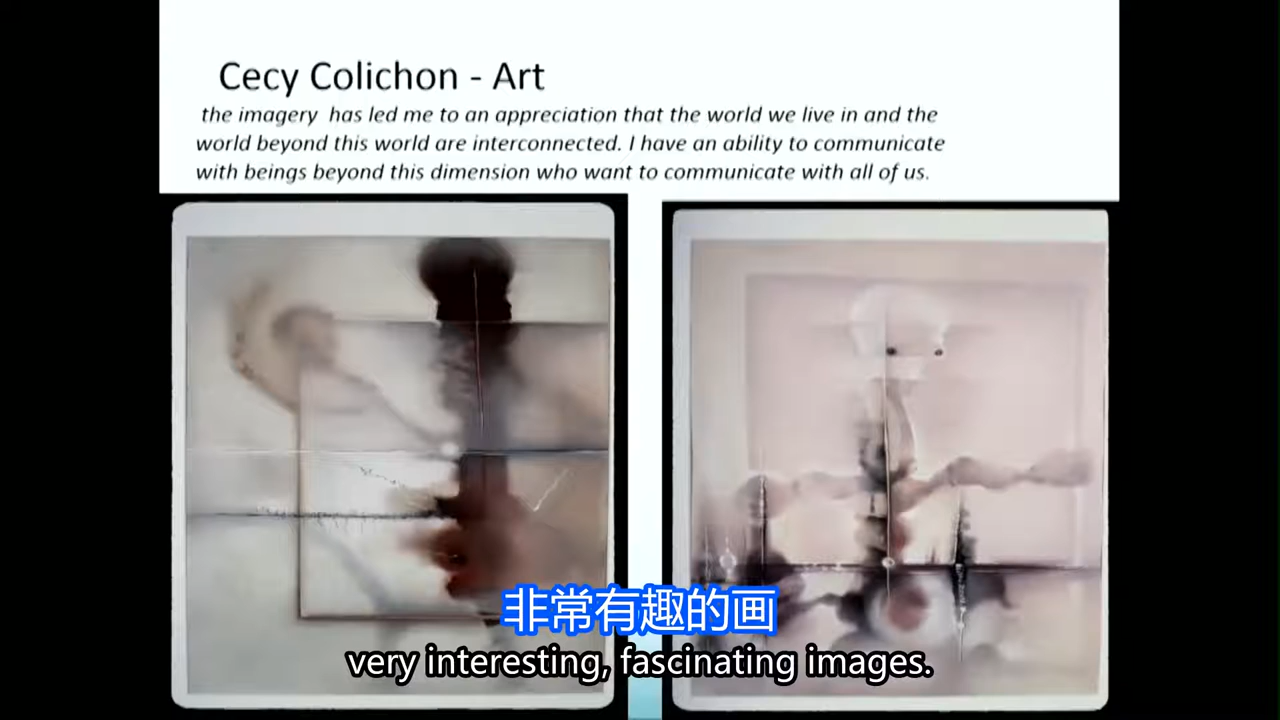 Cecy Colichon - Art
the imagery has led me to an appreciation that the world we live in and the
world beyond this world are interconnected. I have an ability to communicate
with beings beyond this dimension who want to communicate with all of us.
非常有趣的画
very interesting, fascinating images.